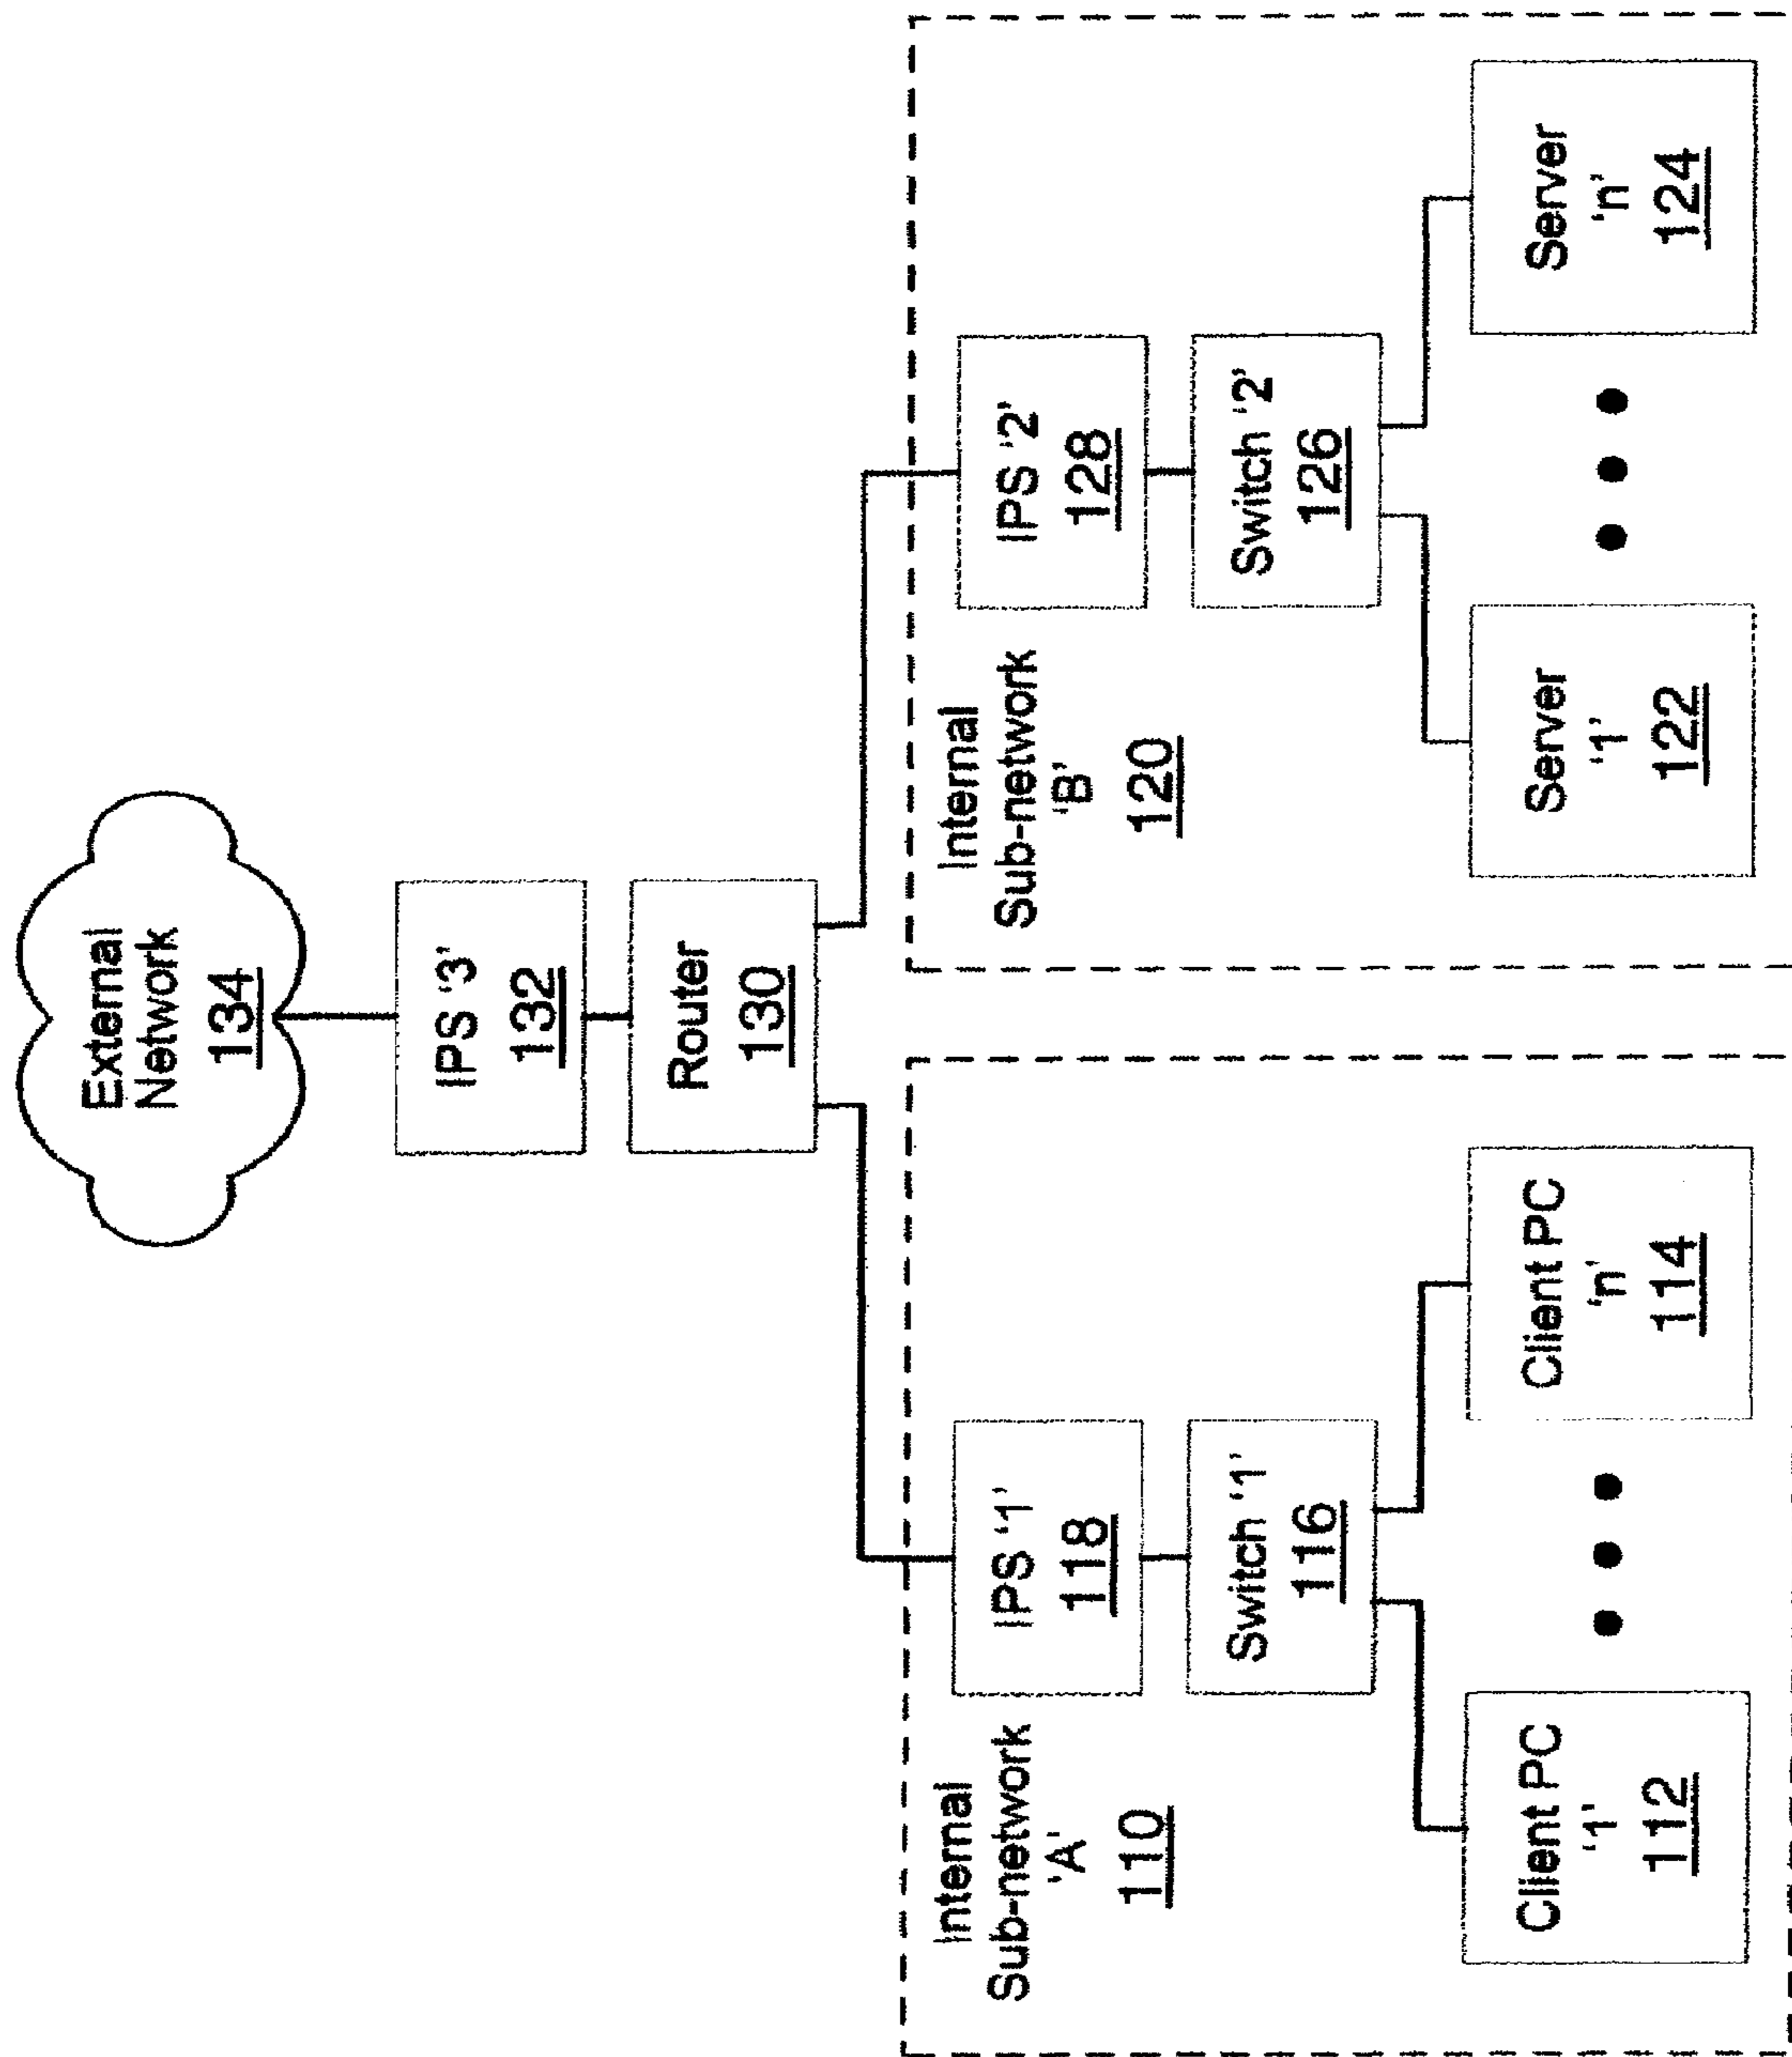 External
Network
134
IPS '3'
132
Router
130
Internal
Sub-network
'A'
110
IPS '1'
118
Switch '1'
116
Client PC
'1'
112
Client PC
'n'
114
Internal
Sub-network
'B'
120
IPS '2'
128
Switch '2'
126
Server
'1'
122
Server
'n'
124